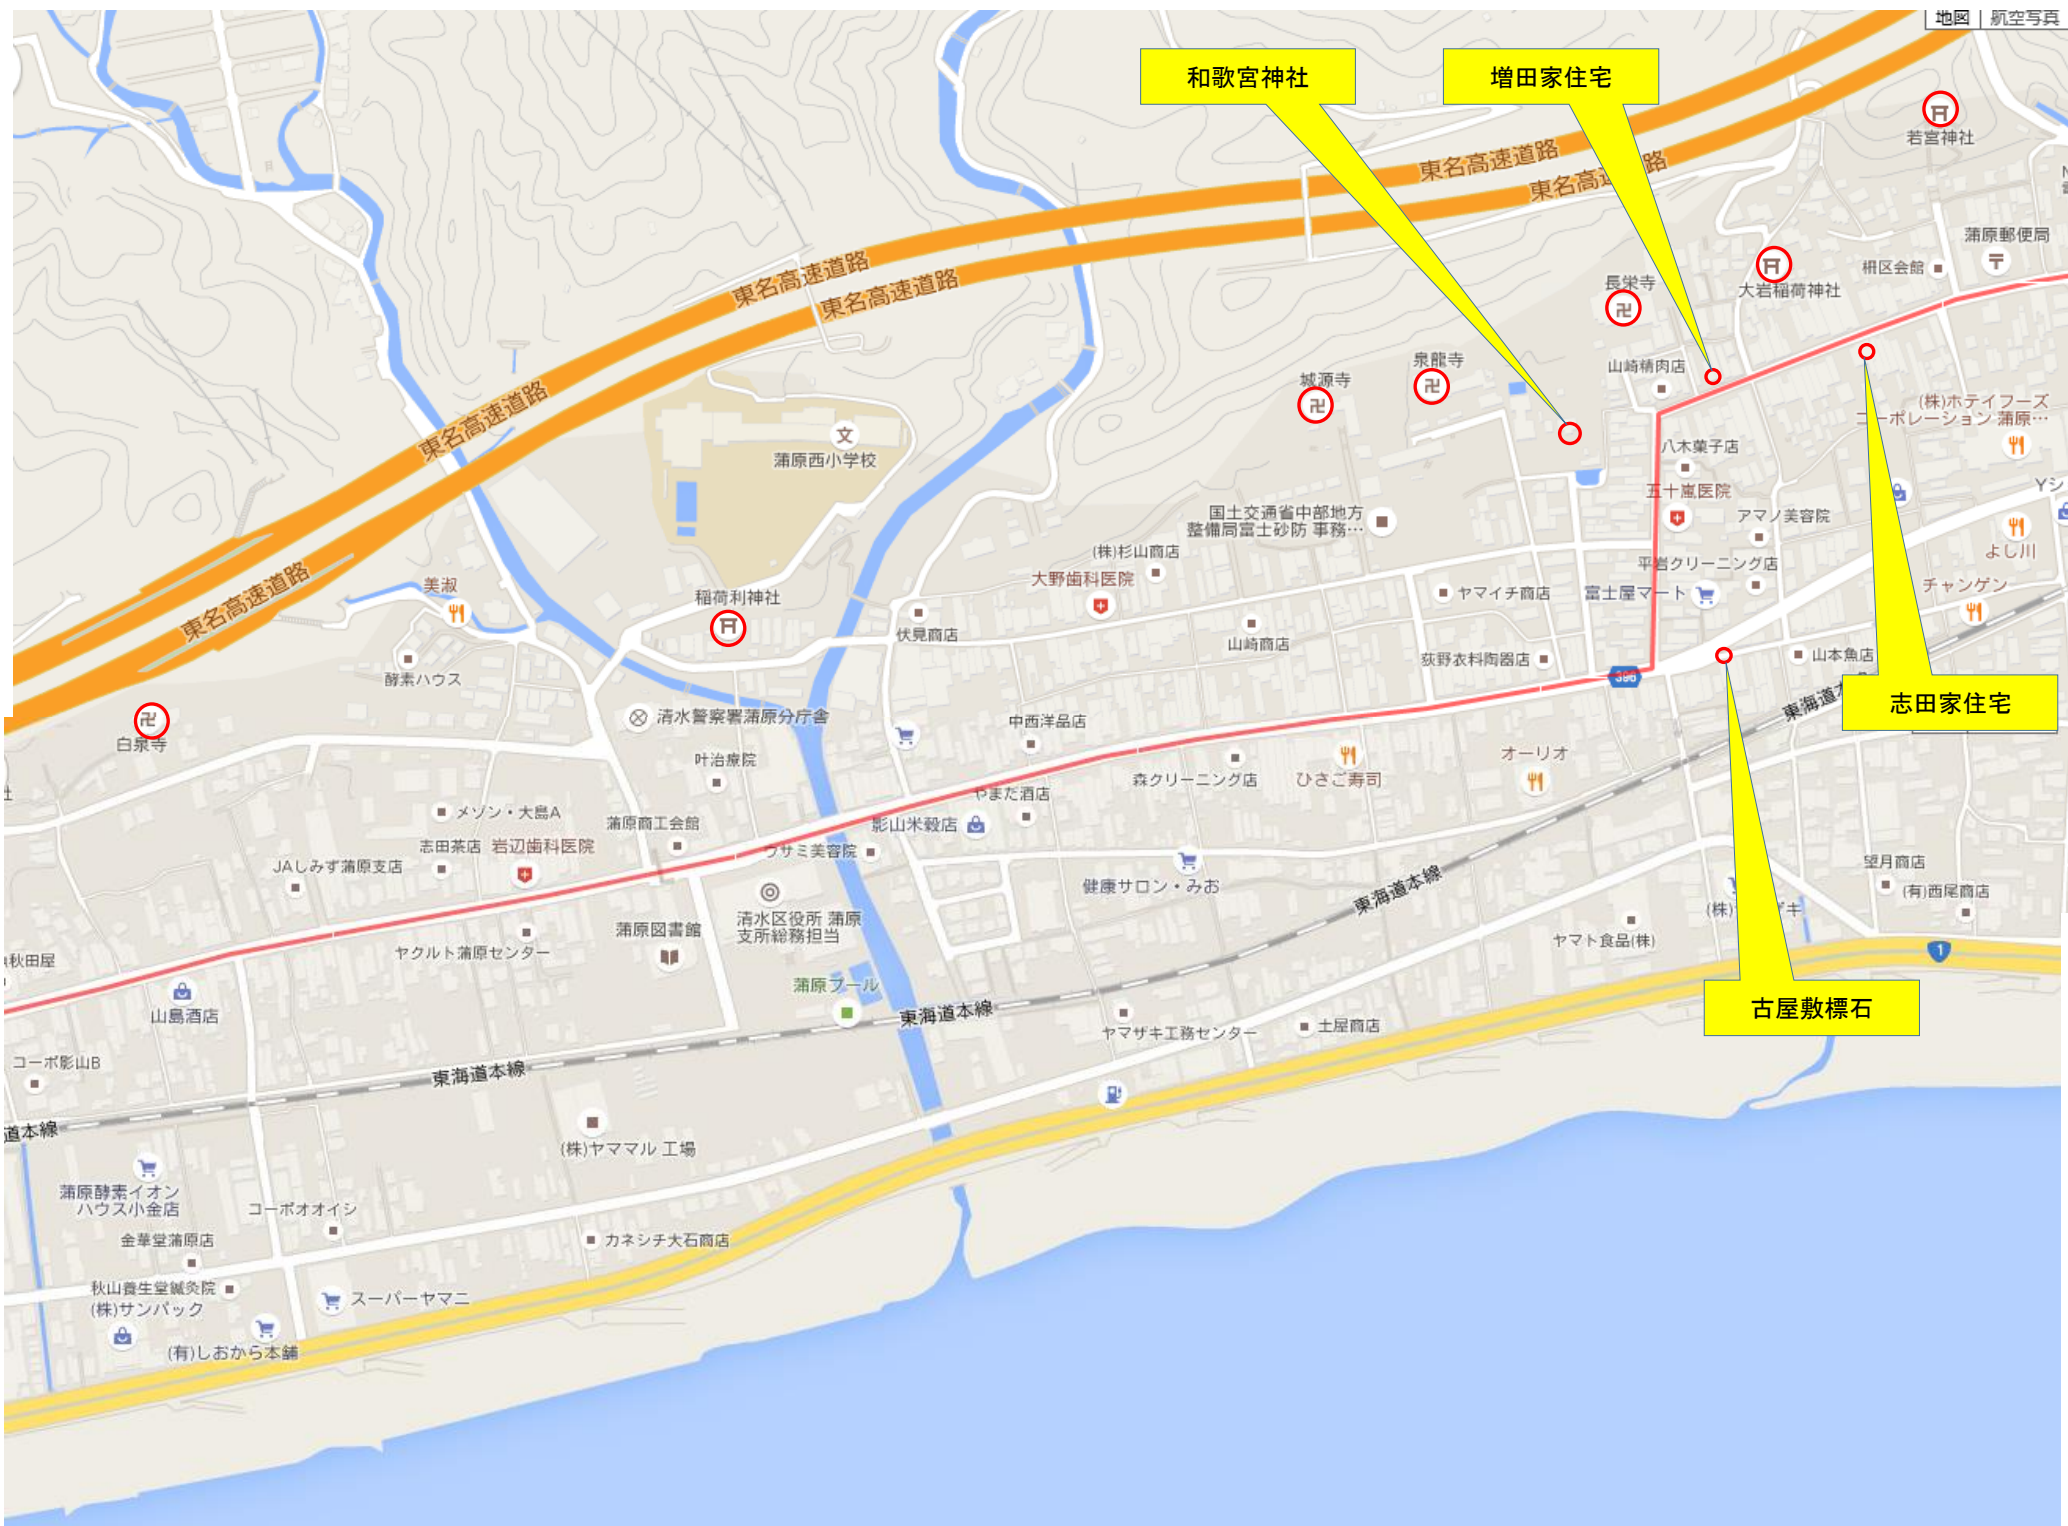 地図
航空写真
和歌宮神社
増田家住宅
若宮神社
東名高速道路
東名高速道路
蒲原郵便局
柵区会館
大岩稲荷神社
長栄寺
東名高速道路
東名高速道路
山崎精肉店
泉龍寺
城源寺
(株)ホテイフーズ
コーポレーション 蒲原…
東名高速道路
文
蒲原西小学校
八木菓子店
五十嵐医院
アマノ美容院
国土交通省中部地方
整備局富士砂防 事務…
よし川
(株)杉山商店
大野歯科医院
平岩クリーニング店
富士屋マート
チャンゲン
ヤマイチ商店
東名高速道路
美淑
稲荷利神社
伏見商店
山崎商店
荻野衣料陶器店
山本魚店
396
酵素ハウス
志田家住宅
東海道本
白泉寺
清水警察署蒲原分庁舎
中西洋品店
叶治療院
森クリーニング店
ひさご寿司
オーリオ
やまだ酒店
メゾン・大島A
蒲原商工会館
影山米穀店
志田茶店
岩辺歯科医院
ウサミ美容院
JAしみず蒲原支店
健康サロン・みお
東海道本線
望月商店
(有)西尾商店
清水区役所 蒲原
支所総務担当
蒲原図書館
ヤマト食品(株)
ヤクルト蒲原センター
秋田屋
1
蒲原プール
古屋敷標石
山島酒店
東海道本線
ヤマザキ工務センター
土屋商店
コーポ影山B
東海道本線
道本線
(株)ヤママル 工場
蒲原酵素イオン
ハウス小金店
コーポオオイシ
金華堂蒲原店
カネシチ大石商店
秋山養生堂鍼灸院
(株)サンパック
スーパーヤマニ
(有)しおから本舗